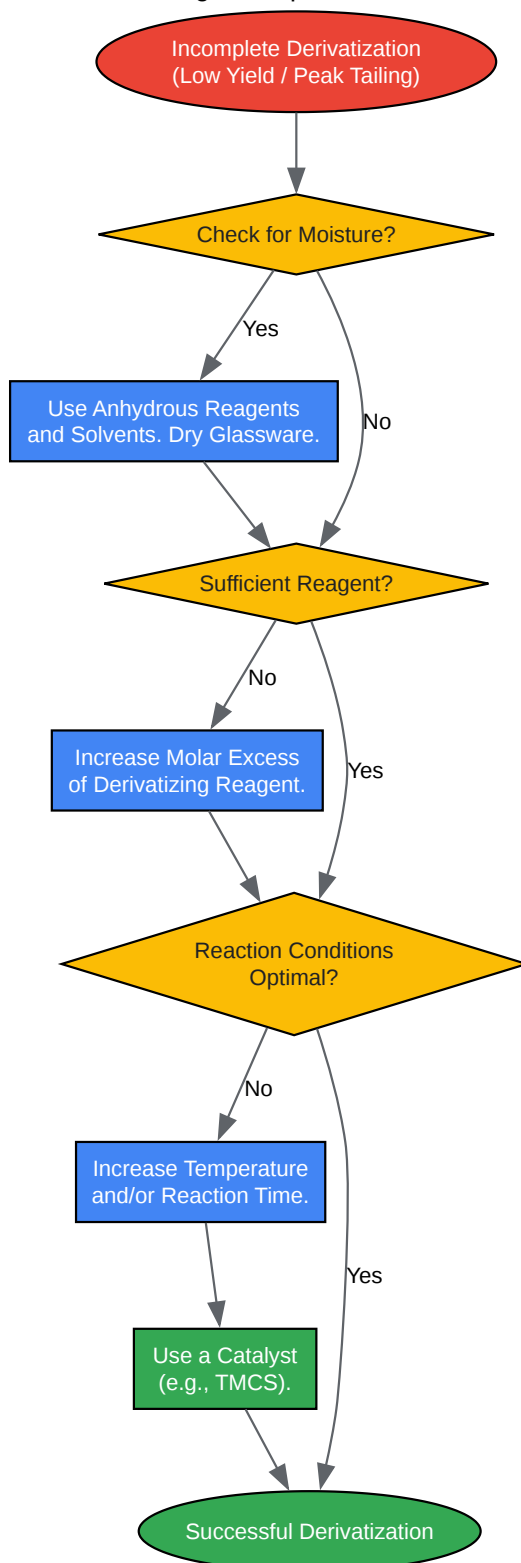 Incomplete Derivatization
(Low Yield / Peak Tailing)
Check for Moisture?
Yes
Use Anhydrous Reagents
and Solvents. Dry Glassware.
No
Sufficient Reagent?
No
Increase Molar Excess
of Derivatizing Reagent.
Yes
Reaction Conditions
Optimal?
No
Increase Temperature
and/or Reaction Time.
Yes
Use a Catalyst
(e.g., TMCS).
Successful Derivatization